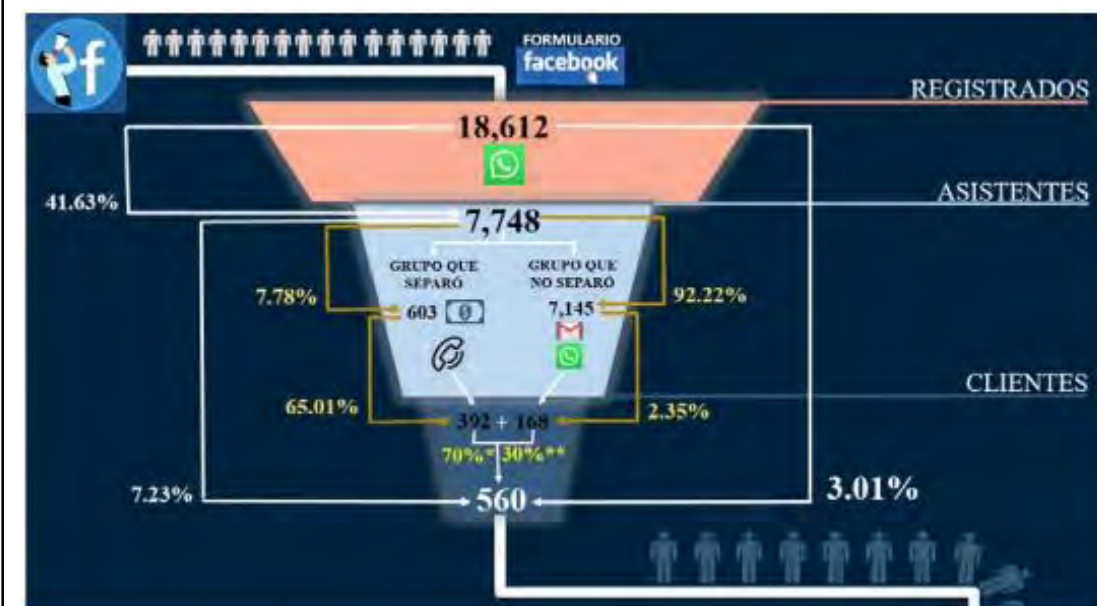 FORMULARIO
facebook
f
REGISTRADOS
18,612
41.63%
ASISTENTES
7,748
GRUPO QUE
SEPARÓ
GRUPO QUE
NO SEPARÓ
7.78%
603
7,145
92.22%
CLIENTES
65.01%
392 + 168
2.35%
70%* 30%**
7.23%
560
3.01%